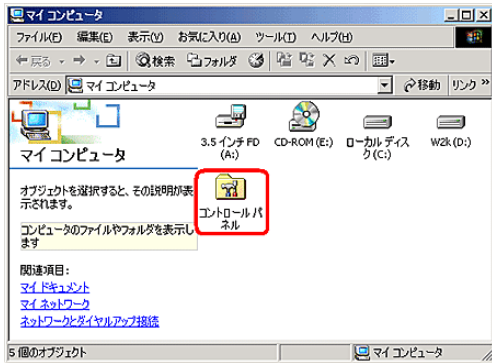 マイ コンピュータ
ファイル(F) 編集(E) 表示(V) お気に入り(A) ツール(T) ヘルプ(H)
戻る 検索 フォルダ
アドレス(D) マイ コンピュータ 移動 リンク »
マイ コンピュータ
オブジェクトを選択すると、その説明が表
示されます。
コンピュータのファイルやフォルダを表示し
ます
関連項目:
マイ ドキュメント
マイ ネットワーク
ネットワークとダイヤルアップ接続
3.5 インチ FD
(A:)
CD-ROM (E:)
ローカル ディス
ク (C:)
W2k (D:)
コントロール パ
ネル
5 個のオブジェクト マイ コンピュータ